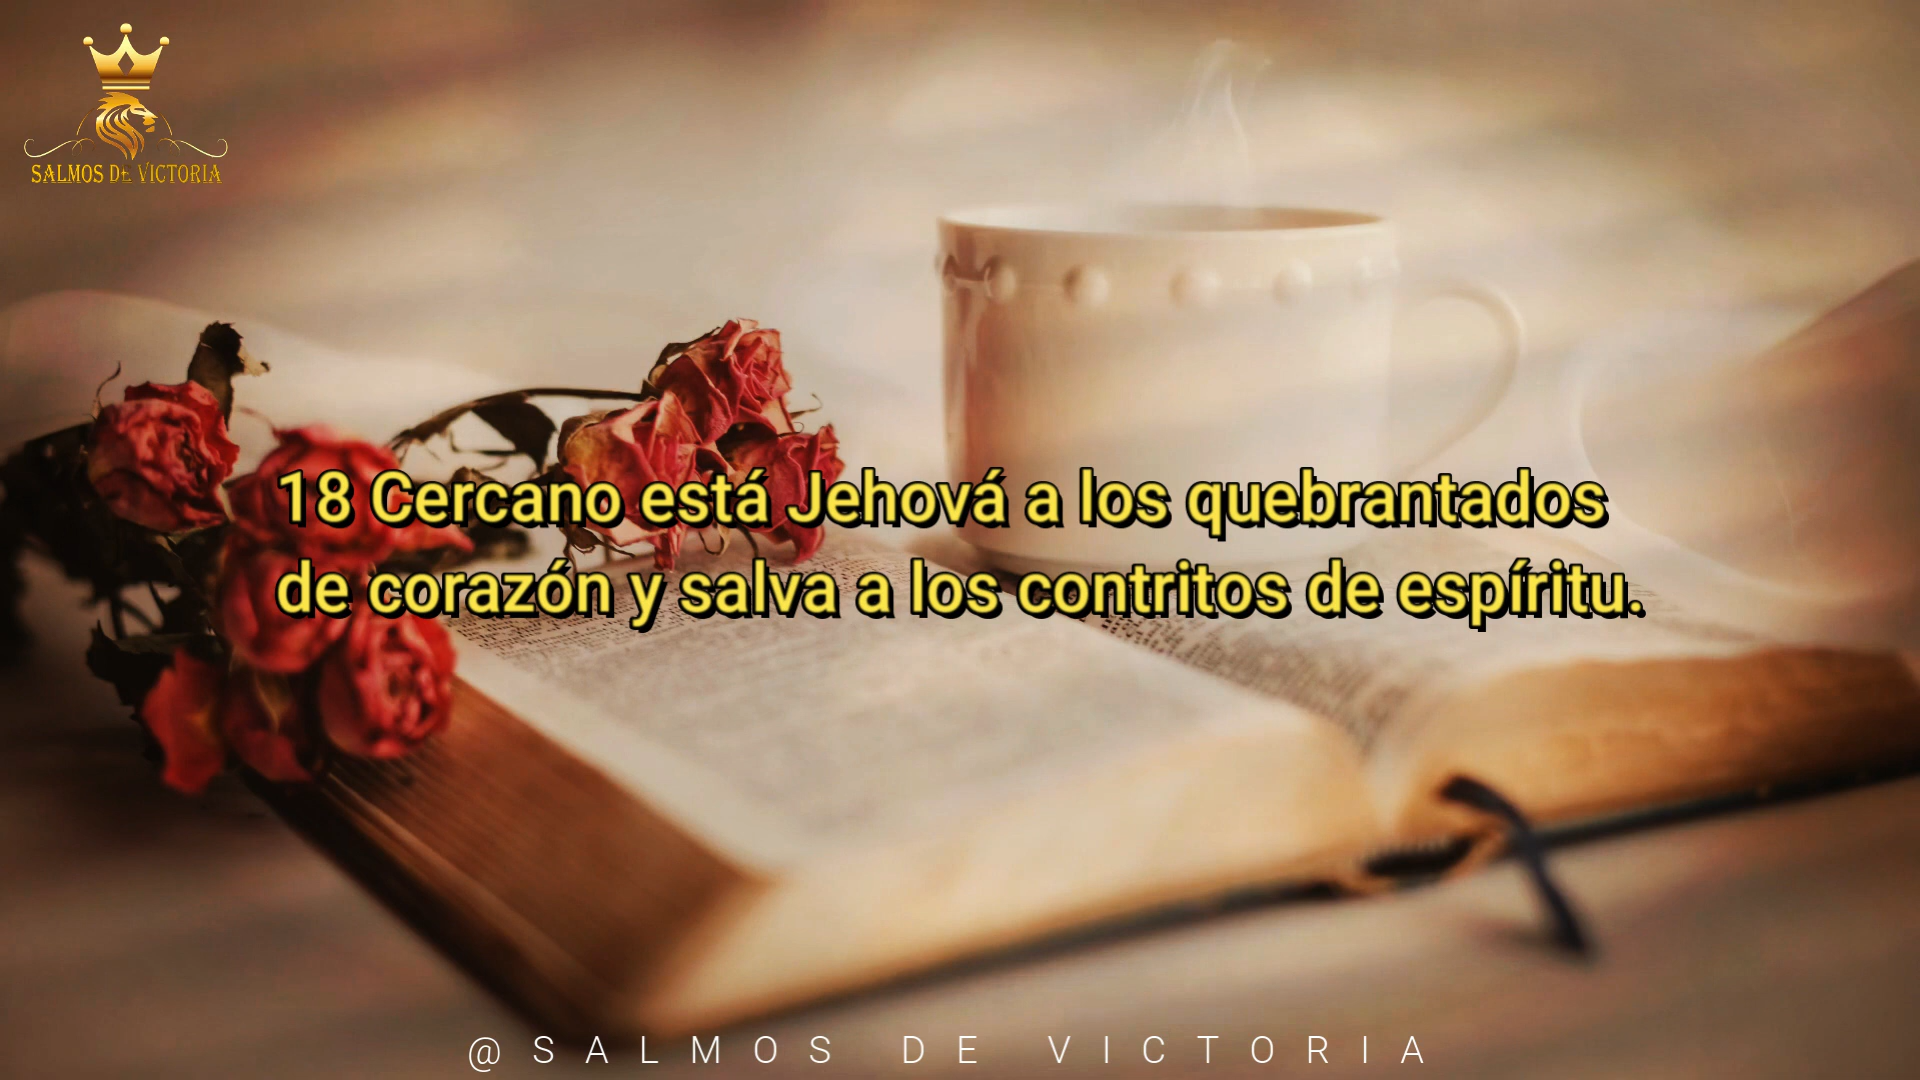 SALMOS DE VICTORIA
18 Cercano está Jehová a los quebrantados
de corazón y salva a los contritos de espíritu.
@SALMOS DE VICTORIA